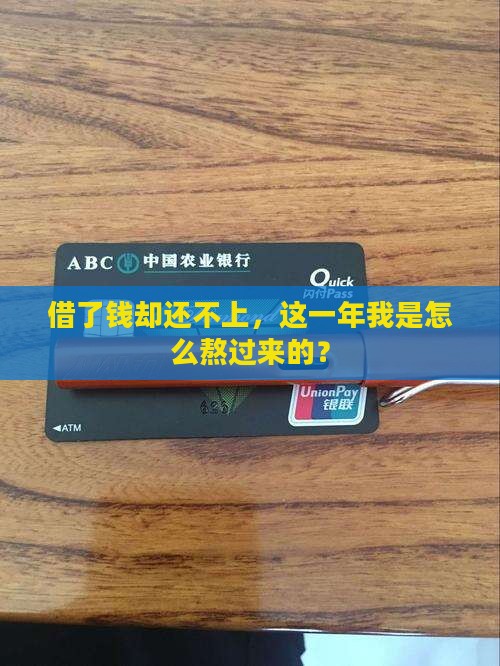 ABC 中国农业银行
Quick
闪付Pass
借了钱却还不上，这一年我是怎
么熬过来的？
UnionPay
银联
◄ATM